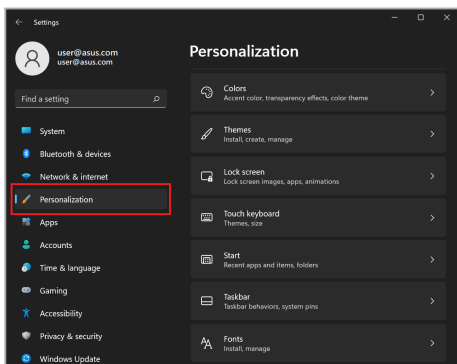 Settings
user@asus.com
user@asus.com
Find a setting
System
Bluetooth & devices
Network & internet
Personalization
Apps
Accounts
Time & language
Gaming
Accessibility
Privacy & security
Windows Update
Personalization
Colors
Accent color, transparency effects, color theme
Themes
Install, create, manage
Lock screen
Lock screen images, apps, animations
Touch keyboard
Themes, size
Start
Recent apps and items, folders
Taskbar
Taskbar behaviors, system pins
Fonts
Install, manage